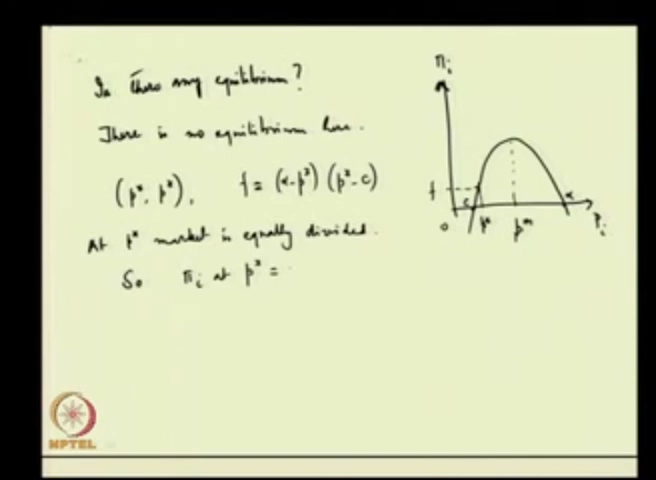 Is there any equilibrium?
There is no equilibrium here.
(p*, p*), f = (α-p*) (p*-c)
At p* market is equally divided.
So πi at p* =
πi
f
c
α
0
p*
pm
Pi
NPTEL